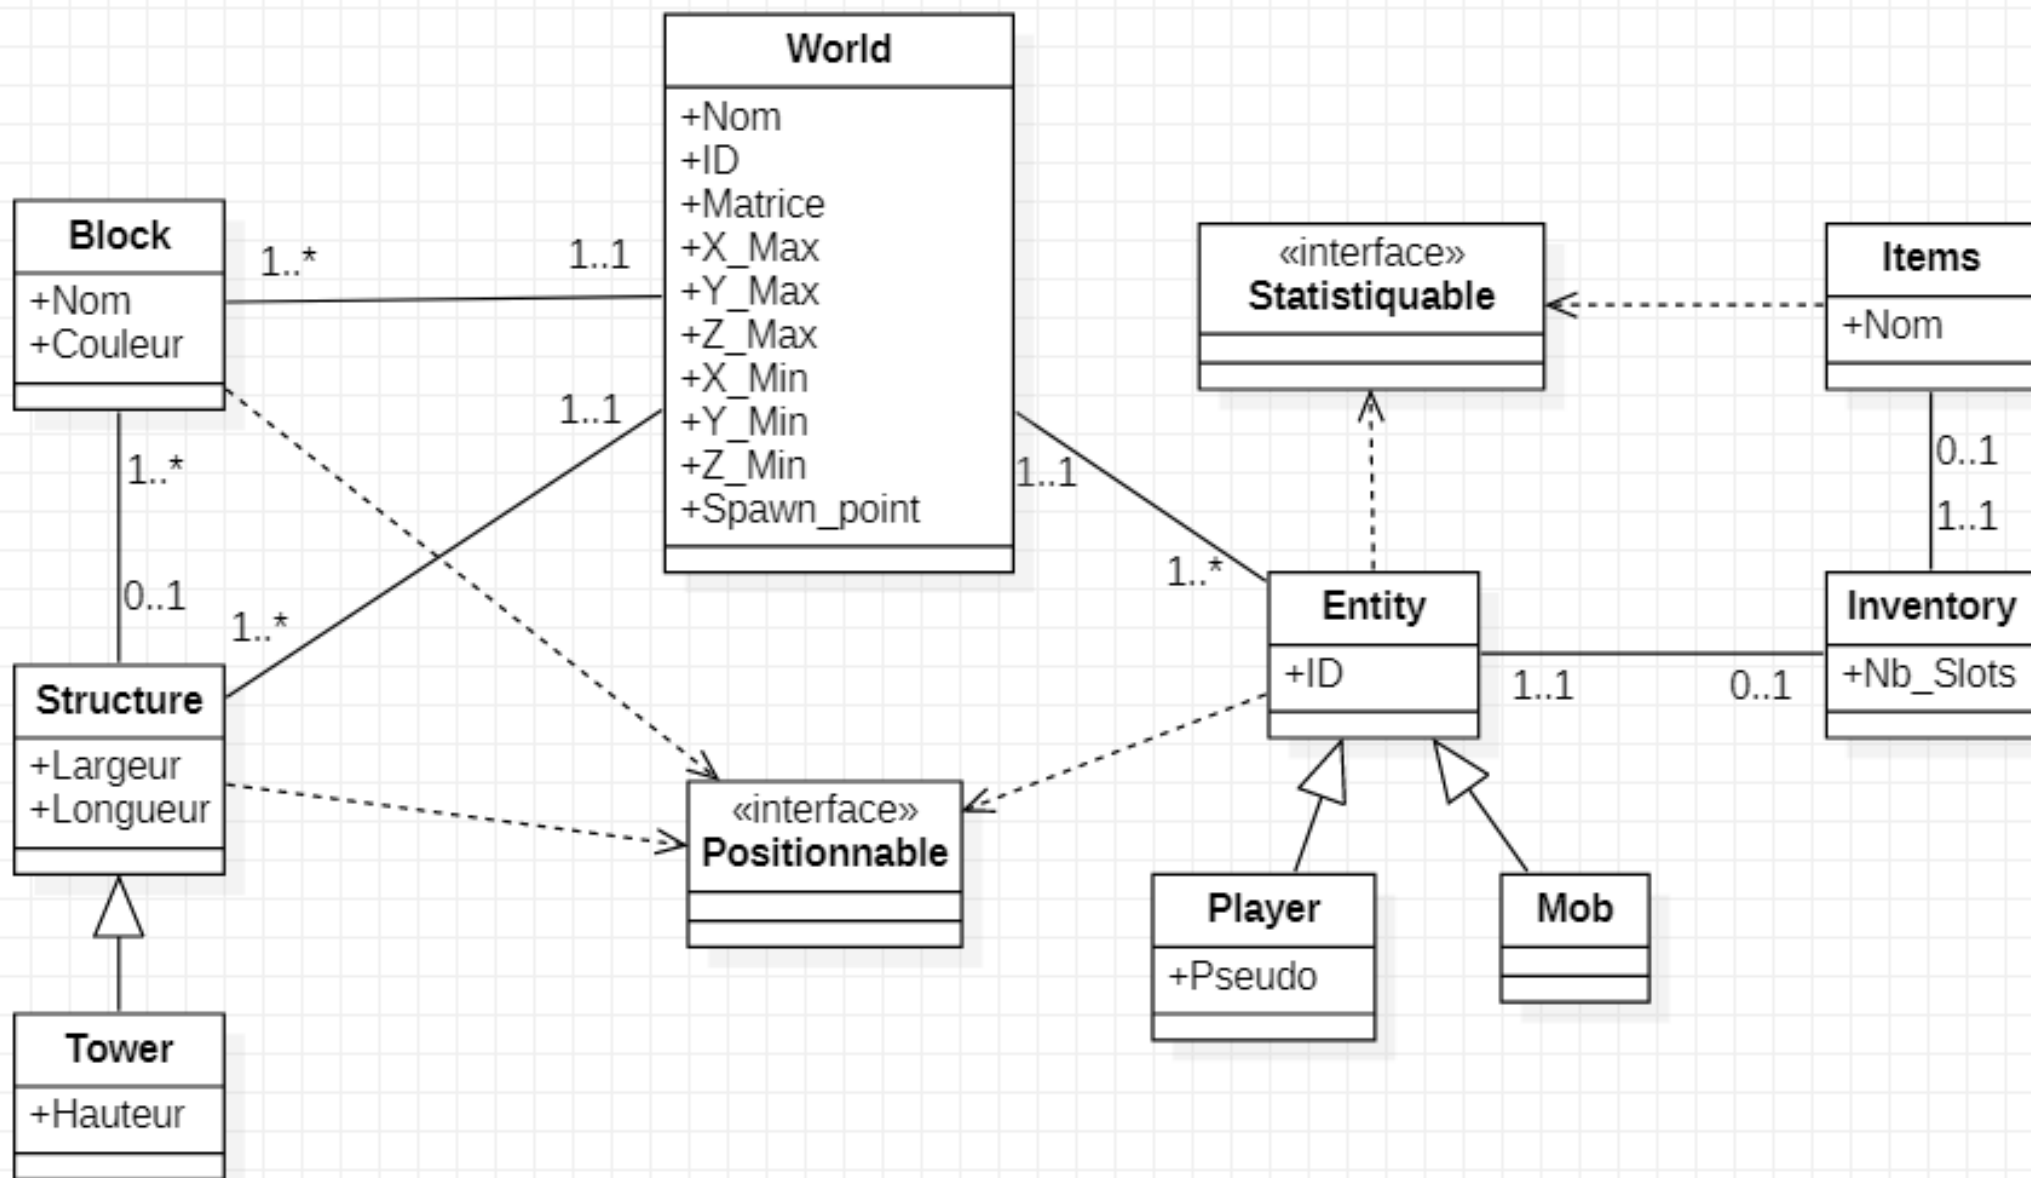 World
+Nom
+ID
+Matrice
+X_Max
+Y_Max
+Z_Max
+X_Min
+Y_Min
+Z_Min
+Spawn_point
Block
+Nom
+Couleur
1..*
1..1
«interface»
Statistiquable
Items
+Nom
1..1
1..1
1..*
0..1
1..*
1..*
0..1
1..1
Structure
+Largeur
+Longueur
Entity
+ID
1..1
0..1
Inventory
+Nb_Slots
«interface»
Positionnable
Player
+Pseudo
Mob
Tower
+Hauteur